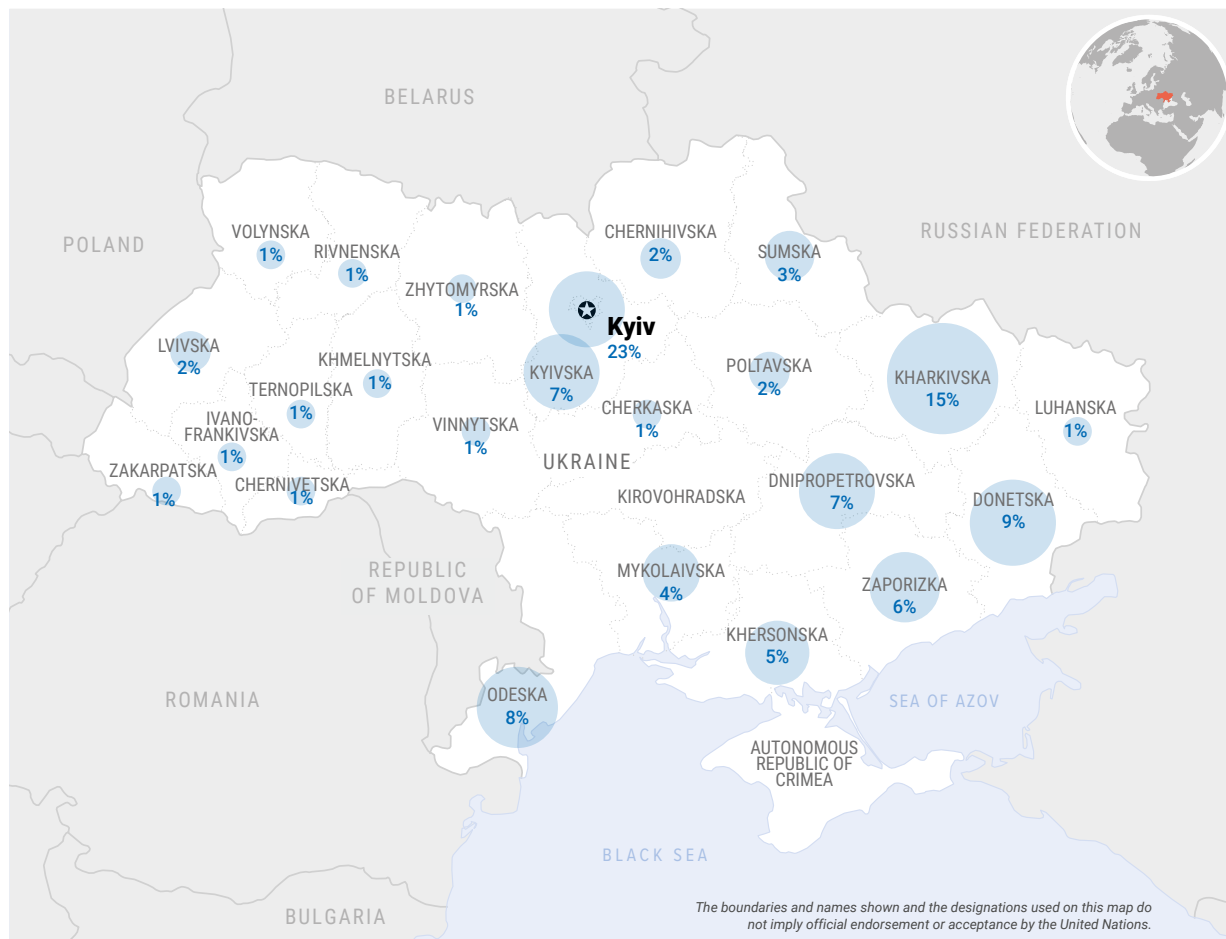 BELARUS
POLAND
RUSSIAN FEDERATION
VOLYNSKA
1%
RIVNENSKA
1%
ZHYTOMYRSKA
1%
CHERNIHIVSKA
2%
SUMSKA
3%
Kyiv
23%
LVIVSKA
2%
KHMELNYTSKA
1%
TERNOPILSKA
1%
IVANO-
FRANKIVSKA
1%
ZAKARPATSKA
1%
CHERNIVETSKA
1%
VINNYTSKA
1%
KYIVSKA
7%
CHERKASKA
1%
POLTAVSKA
2%
KHARKIVSKA
15%
LUHANSKA
1%
UKRAINE
KIROVOHRADSKA
DNIPROPETROVSKA
7%
DONETSKA
9%
REPUBLIC
OF MOLDOVA
MYKOLAIVSKA
4%
ZAPORIZKA
6%
KHERSONSKA
5%
ROMANIA
ODESKA
8%
SEA OF AZOV
AUTONOMOUS
REPUBLIC OF
CRIMEA
BLACK SEA
BULGARIA
The boundaries and names shown and the designations used on this map do
not imply official endorsement or acceptance by the United Nations.